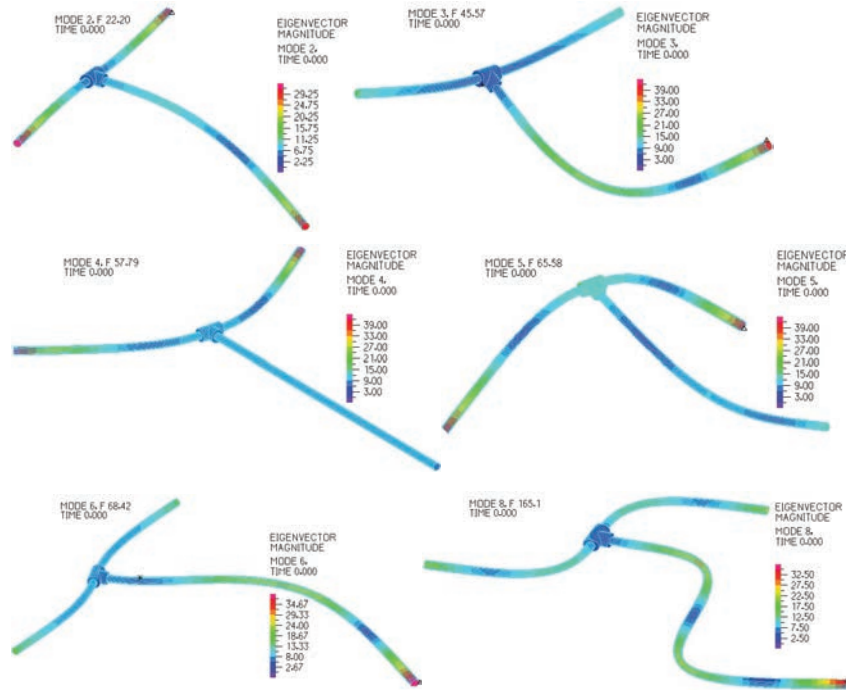 MODE 2, F 22.20
TIME 0.000
EIGENVECTOR
MAGNITUDE
MODE 2,
TIME 0.000
29.25
24.75
20.25
15.75
11.25
6.75
2.25
MODE 3, F 45.57
TIME 0.000
EIGENVECTOR
MAGNITUDE
MODE 3,
TIME 0.000
39.00
33.00
27.00
21.00
15.00
9.00
3.00
MODE 4, F 57.79
TIME 0.000
EIGENVECTOR
MAGNITUDE
MODE 4,
TIME 0.000
39.00
33.00
27.00
21.00
15.00
9.00
3.00
MODE 5, F 65.58
TIME 0.000
EIGENVECTOR
MAGNITUDE
MODE 5,
TIME 0.000
39.00
33.00
27.00
21.00
15.00
9.00
3.00
MODE 6, F 68.42
TIME 0.000
EIGENVECTOR
MAGNITUDE
MODE 6,
TIME 0.000
34.67
29.33
24.00
18.67
13.33
8.00
2.67
MODE 8, F 165.1
TIME 0.000
EIGENVECTOR
MAGNITUDE
MODE 8,
TIME 0.000
32.50
27.50
22.50
17.50
12.50
7.50
2.50